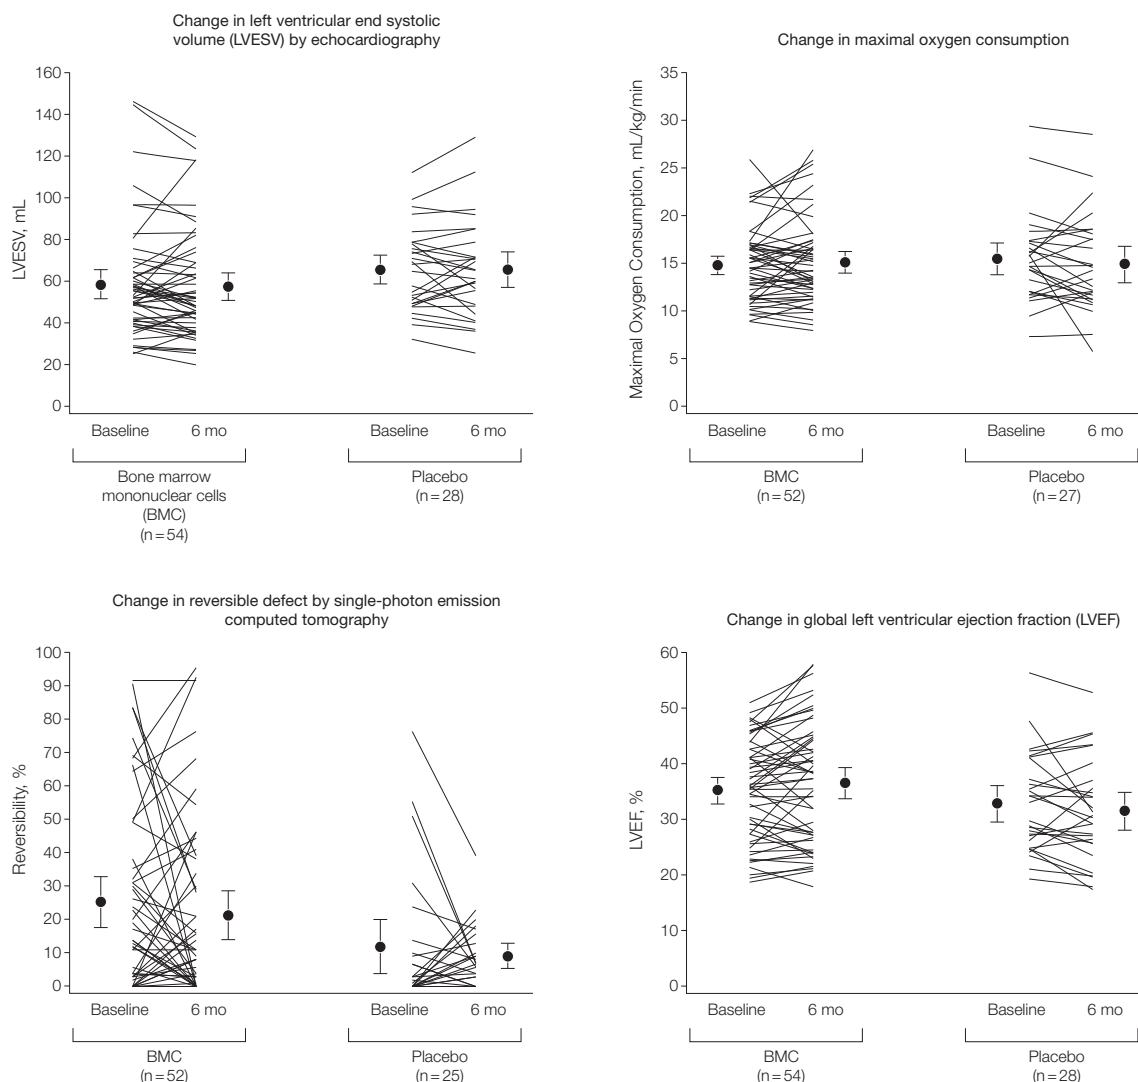 Change in left ventricular end systolic
volume (LVESV) by echocardiography
160
140
120
100
80
60
40
20
0
LVESV, mL
Baseline
6 mo
Baseline
6 mo
Bone marrow
mononuclear cells
(BMC)
(n=54)
Placebo
(n=28)
Change in maximal oxygen consumption
35
30
25
20
15
10
5
0
Maximal Oxygen Consumption, mL/kg/min
Baseline
6 mo
Baseline
6 mo
BMC
(n=52)
Placebo
(n=27)
Change in reversible defect by single-photon emission
computed tomography
100
90
80
70
60
50
40
30
20
10
0
Reversibility, %
Baseline
6 mo
Baseline
6 mo
BMC
(n=52)
Placebo
(n=25)
Change in global left ventricular ejection fraction (LVEF)
60
50
40
30
20
10
0
LVEF, %
Baseline
6 mo
Baseline
6 mo
BMC
(n=54)
Placebo
(n=28)